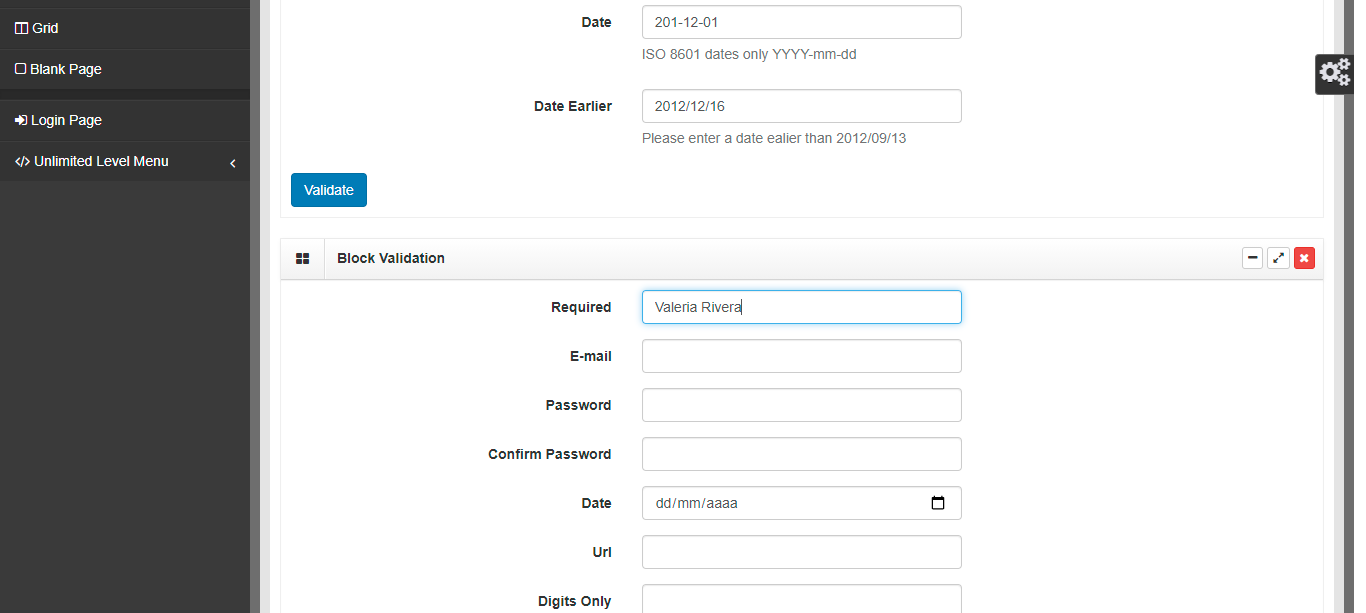 Grid
Blank Page
Login Page
Unlimited Level Menu
Date 201-12-01
ISO 8601 dates only YYYY-mm-dd
Date Earlier 2012/12/16
Please enter a date ealier than 2012/09/13
Validate
Block Validation
Required Valeria Rivera
E-mail
Password
Confirm Password
Date dd/mm/aaaa
Url
Digits Only